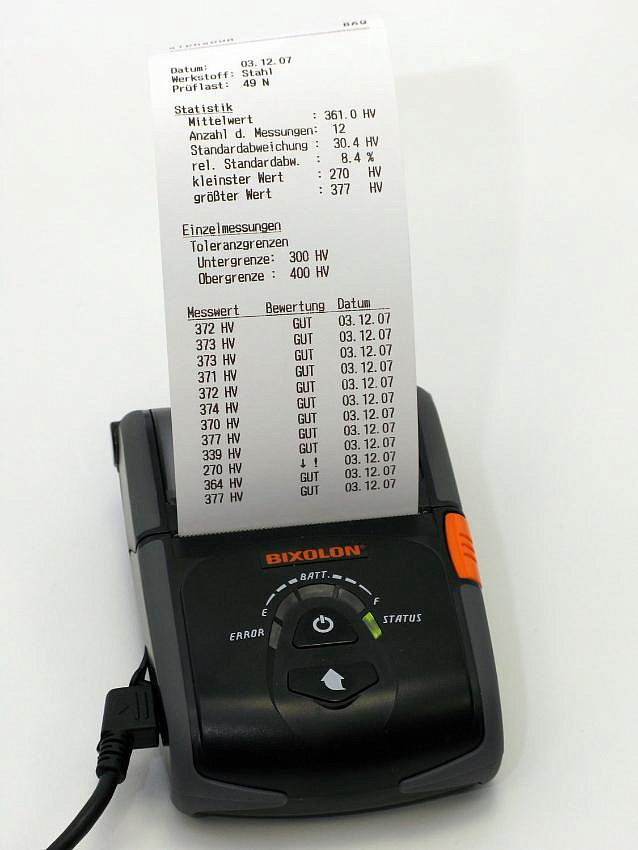 BAQ
Datum: 03.12.07
Werkstoff: Stahl
Prüflast: 49 N
Statistik
Mittelwert : 361.0 HV
Anzahl d. Messungen: 12
Standardabweichung : 30.4 HV
rel. Standardabw. : 8.4 %
kleinster Wert : 270 HV
größter Wert : 377 HV
Einzelmessungen
Toleranzgrenzen
Untergrenze: 300 HV
Obergrenze : 400 HV
Messwert Bewertung Datum
372 HV GUT 03.12.07
373 HV GUT 03.12.07
373 HV GUT 03.12.07
371 HV GUT 03.12.07
372 HV GUT 03.12.07
374 HV GUT 03.12.07
370 HV GUT 03.12.07
377 HV GUT 03.12.07
339 HV GUT 03.12.07
270 HV ↓ ! 03.12.07
364 HV GUT 03.12.07
377 HV GUT 03.12.07
BIXOLON®
BATT.
E F
ERROR STATUS